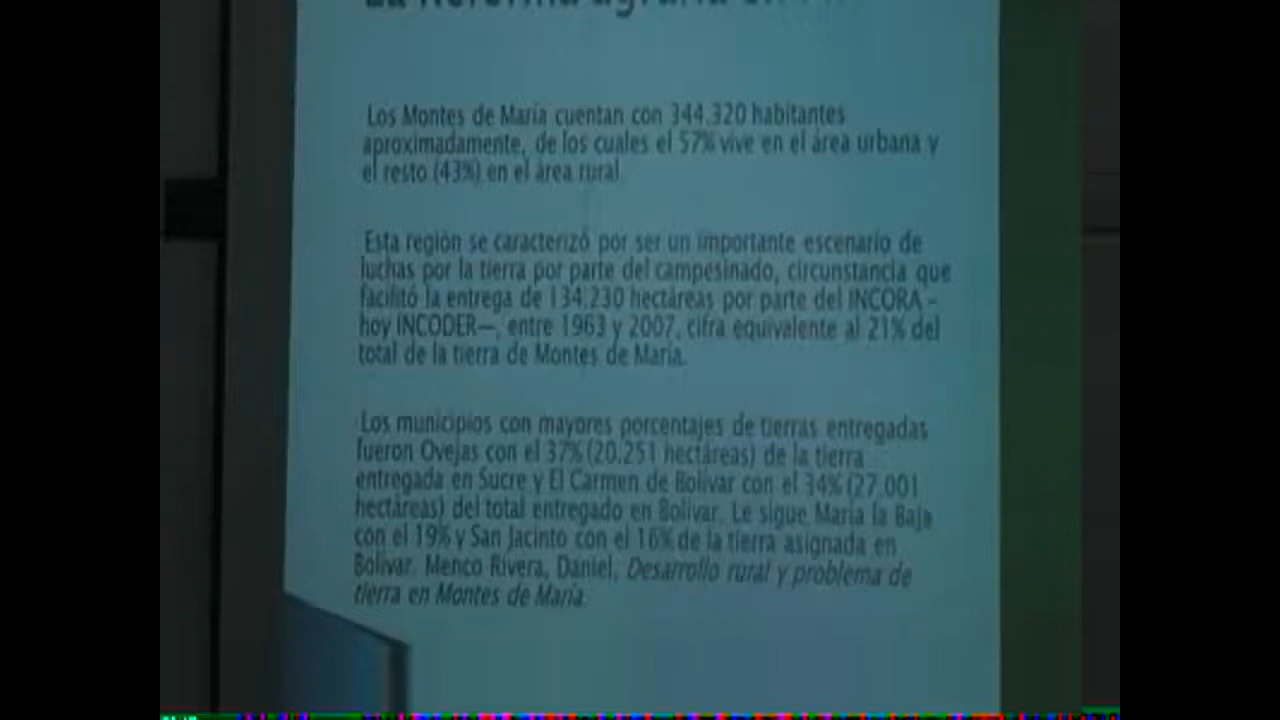 La Reforma agraria en
Los Montes de María cuentan con 344.320 habitantes
aproximadamente, de los cuales el 57% vive en el área urbana y
el resto (43%) en el área rural.
Esta región se caracterizó por ser un importante escenario de
luchas por la tierra por parte del campesinado, circunstancia que
facilitó la entrega de 134.230 hectáreas por parte del INCORA -
hoy INCODER—, entre 1963 y 2007, cifra equivalente al 21% del
total de la tierra de Montes de María.
Los municipios con mayores porcentajes de tierras entregadas
fueron Ovejas con el 37% (20.251 hectáreas) de la tierra
entregada en Sucre y El Carmen de Bolívar con el 34% (27.001
hectáreas) del total entregado en Bolívar. Le sigue María la Baja
con el 19% y San Jacinto con el 16% de la tierra asignada en
Bolívar. Menco Rivera, Daniel, Desarrollo rural y problema de
tierra en Montes de María.